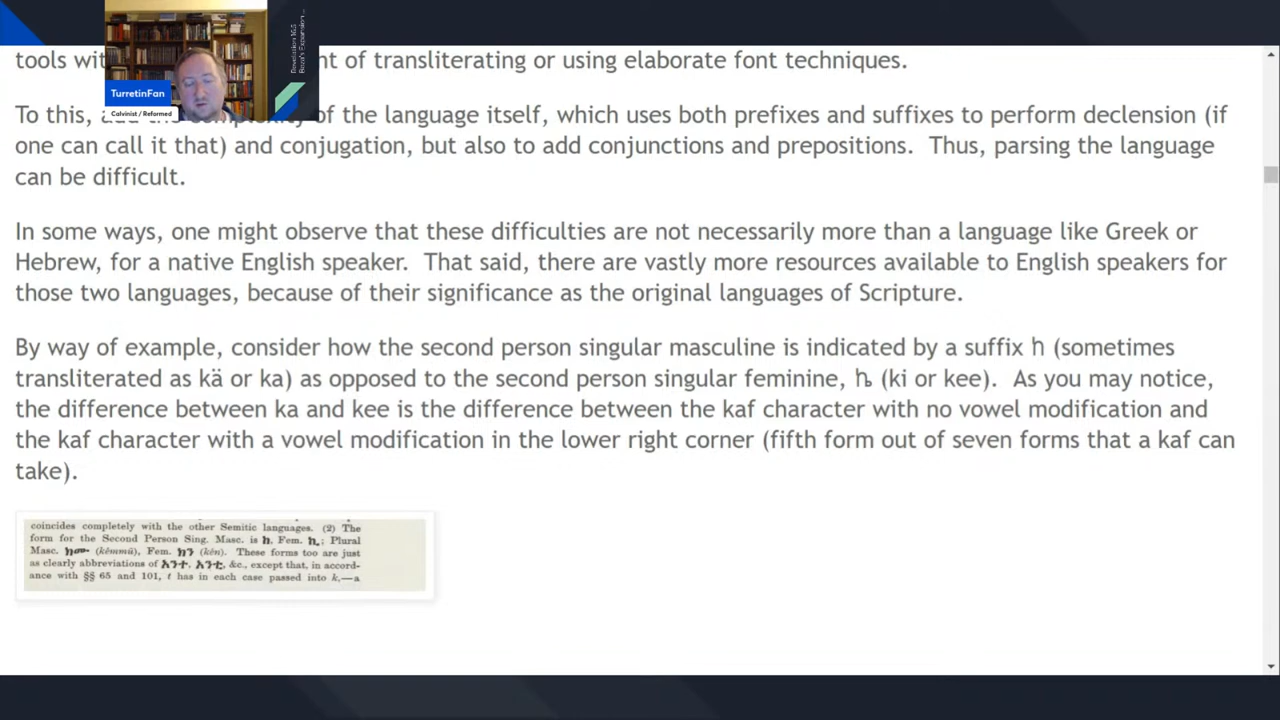 tools of transliterating or using elaborate font techniques.
Revelation 16:5
Beza's Expansion ...
TurretinFan
Calvinist / Reformed
To this, add the complexity of the language itself, which uses both prefixes and suffixes to perform declension (if
one can call it that) and conjugation, but also to add conjunctions and prepositions. Thus, parsing the language
can be difficult.
In some ways, one might observe that these difficulties are not necessarily more than a language like Greek or
Hebrew, for a native English speaker. That said, there are vastly more resources available to English speakers for
those two languages, because of their significance as the original languages of Scripture.
By way of example, consider how the second person singular masculine is indicated by a suffix ከ (sometimes
transliterated as kä or ka) as opposed to the second person singular feminine, ኬ (ki or kee). As you may notice,
the difference between ka and kee is the difference between the kaf character with no vowel modification and
the kaf character with a vowel modification in the lower right corner (fifth form out of seven forms that a kaf can
take).
coincides completely with the other Semitic languages. (2) The
form for the Second Person Sing. Masc. is ከ, Fem. ኪ; Plural
Masc. ክሙ (kĕmmū), Fem. ክን (kĕn). These forms too are just
as clearly abbreviations of አንተ, አንቲ, &c., except that, in accord-
ance with §§ 65 and 101, t has in each case passed into k,—a